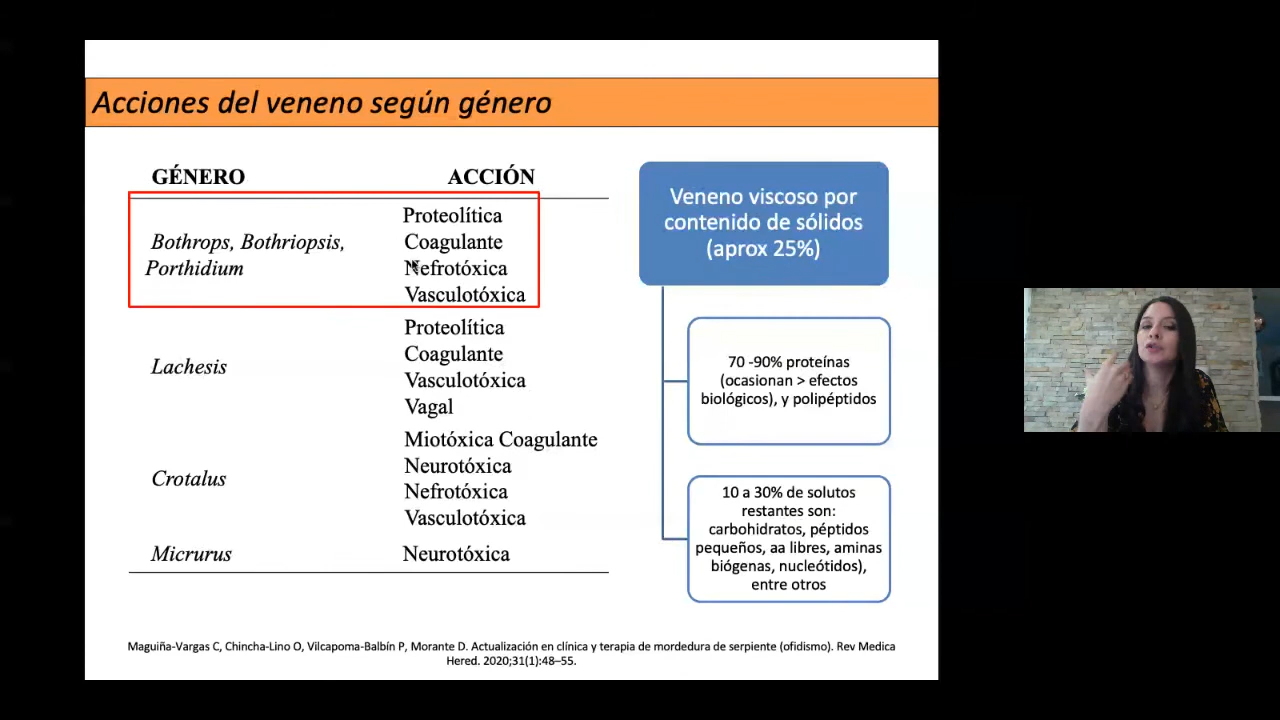 Acciones del veneno según género
GÉNERO ACCIÓN
Bothrops, Bothriopsis,
Porthidium
Proteolítica
Coagulante
Nefrotóxica
Vasculotóxica
Lachesis
Proteolítica
Coagulante
Vasculotóxica
Vagal
Crotalus
Miotóxica Coagulante
Neurotóxica
Nefrotóxica
Vasculotóxica
Micrurus
Neurotóxica
Veneno viscoso por
contenido de sólidos
(aprox 25%)
70 -90% proteínas
(ocasionan > efectos
biológicos), y polipéptidos
10 a 30% de solutos
restantes son:
carbohidratos, péptidos
pequeños, aa libres, aminas
biógenas, nucleótidos),
entre otros
Maguiña-Vargas C, Chincha-Lino O, Vilcapoma-Balbín P, Morante D. Actualización en clínica y terapia de mordedura de serpiente (ofidismo). Rev Medica
Hered. 2020;31(1):48–55.